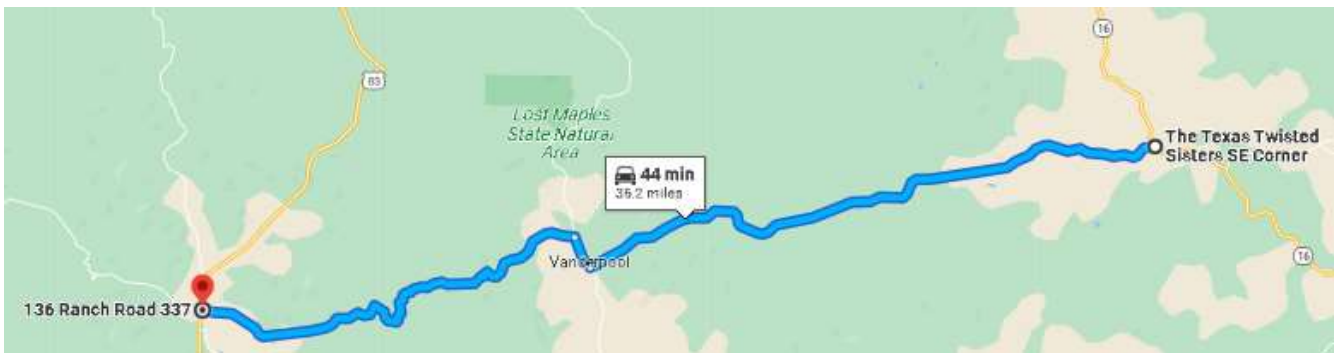 16
83
Lost Maples
State Natural
Area
The Texas Twisted
Sisters SE Corner
44 min
36.2 miles
Vanderpool
16
136 Ranch Road 337